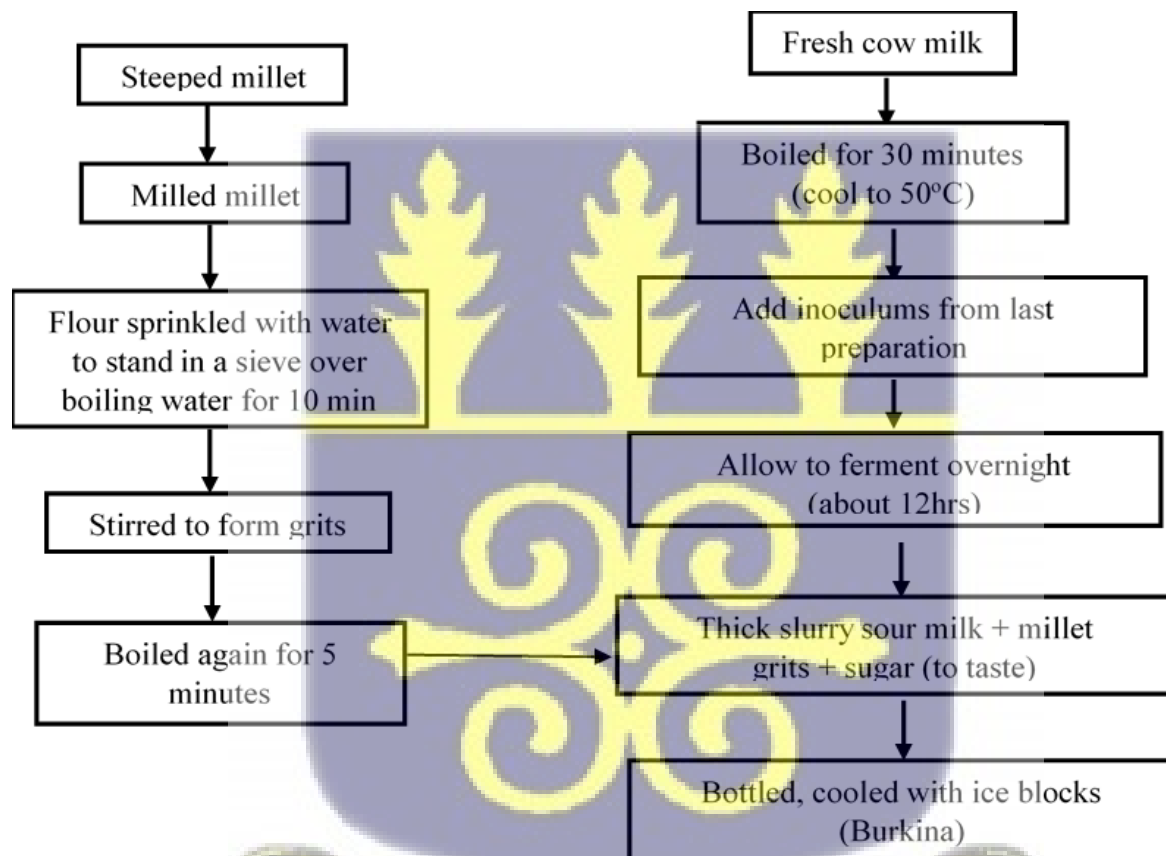 Steeped millet
Milled millet
Flour sprinkled with water
to stand in a sieve over
boiling water for 10 min
Stirred to form grits
Boiled again for 5
minutes
Fresh cow milk
Boiled for 30 minutes
(cool to 50ºC)
Add inoculums from last
preparation
Allow to ferment overnight
(about 12hrs)
Thick slurry sour milk + millet
grits + sugar (to taste)
Bottled, cooled with ice blocks
(Burkina)